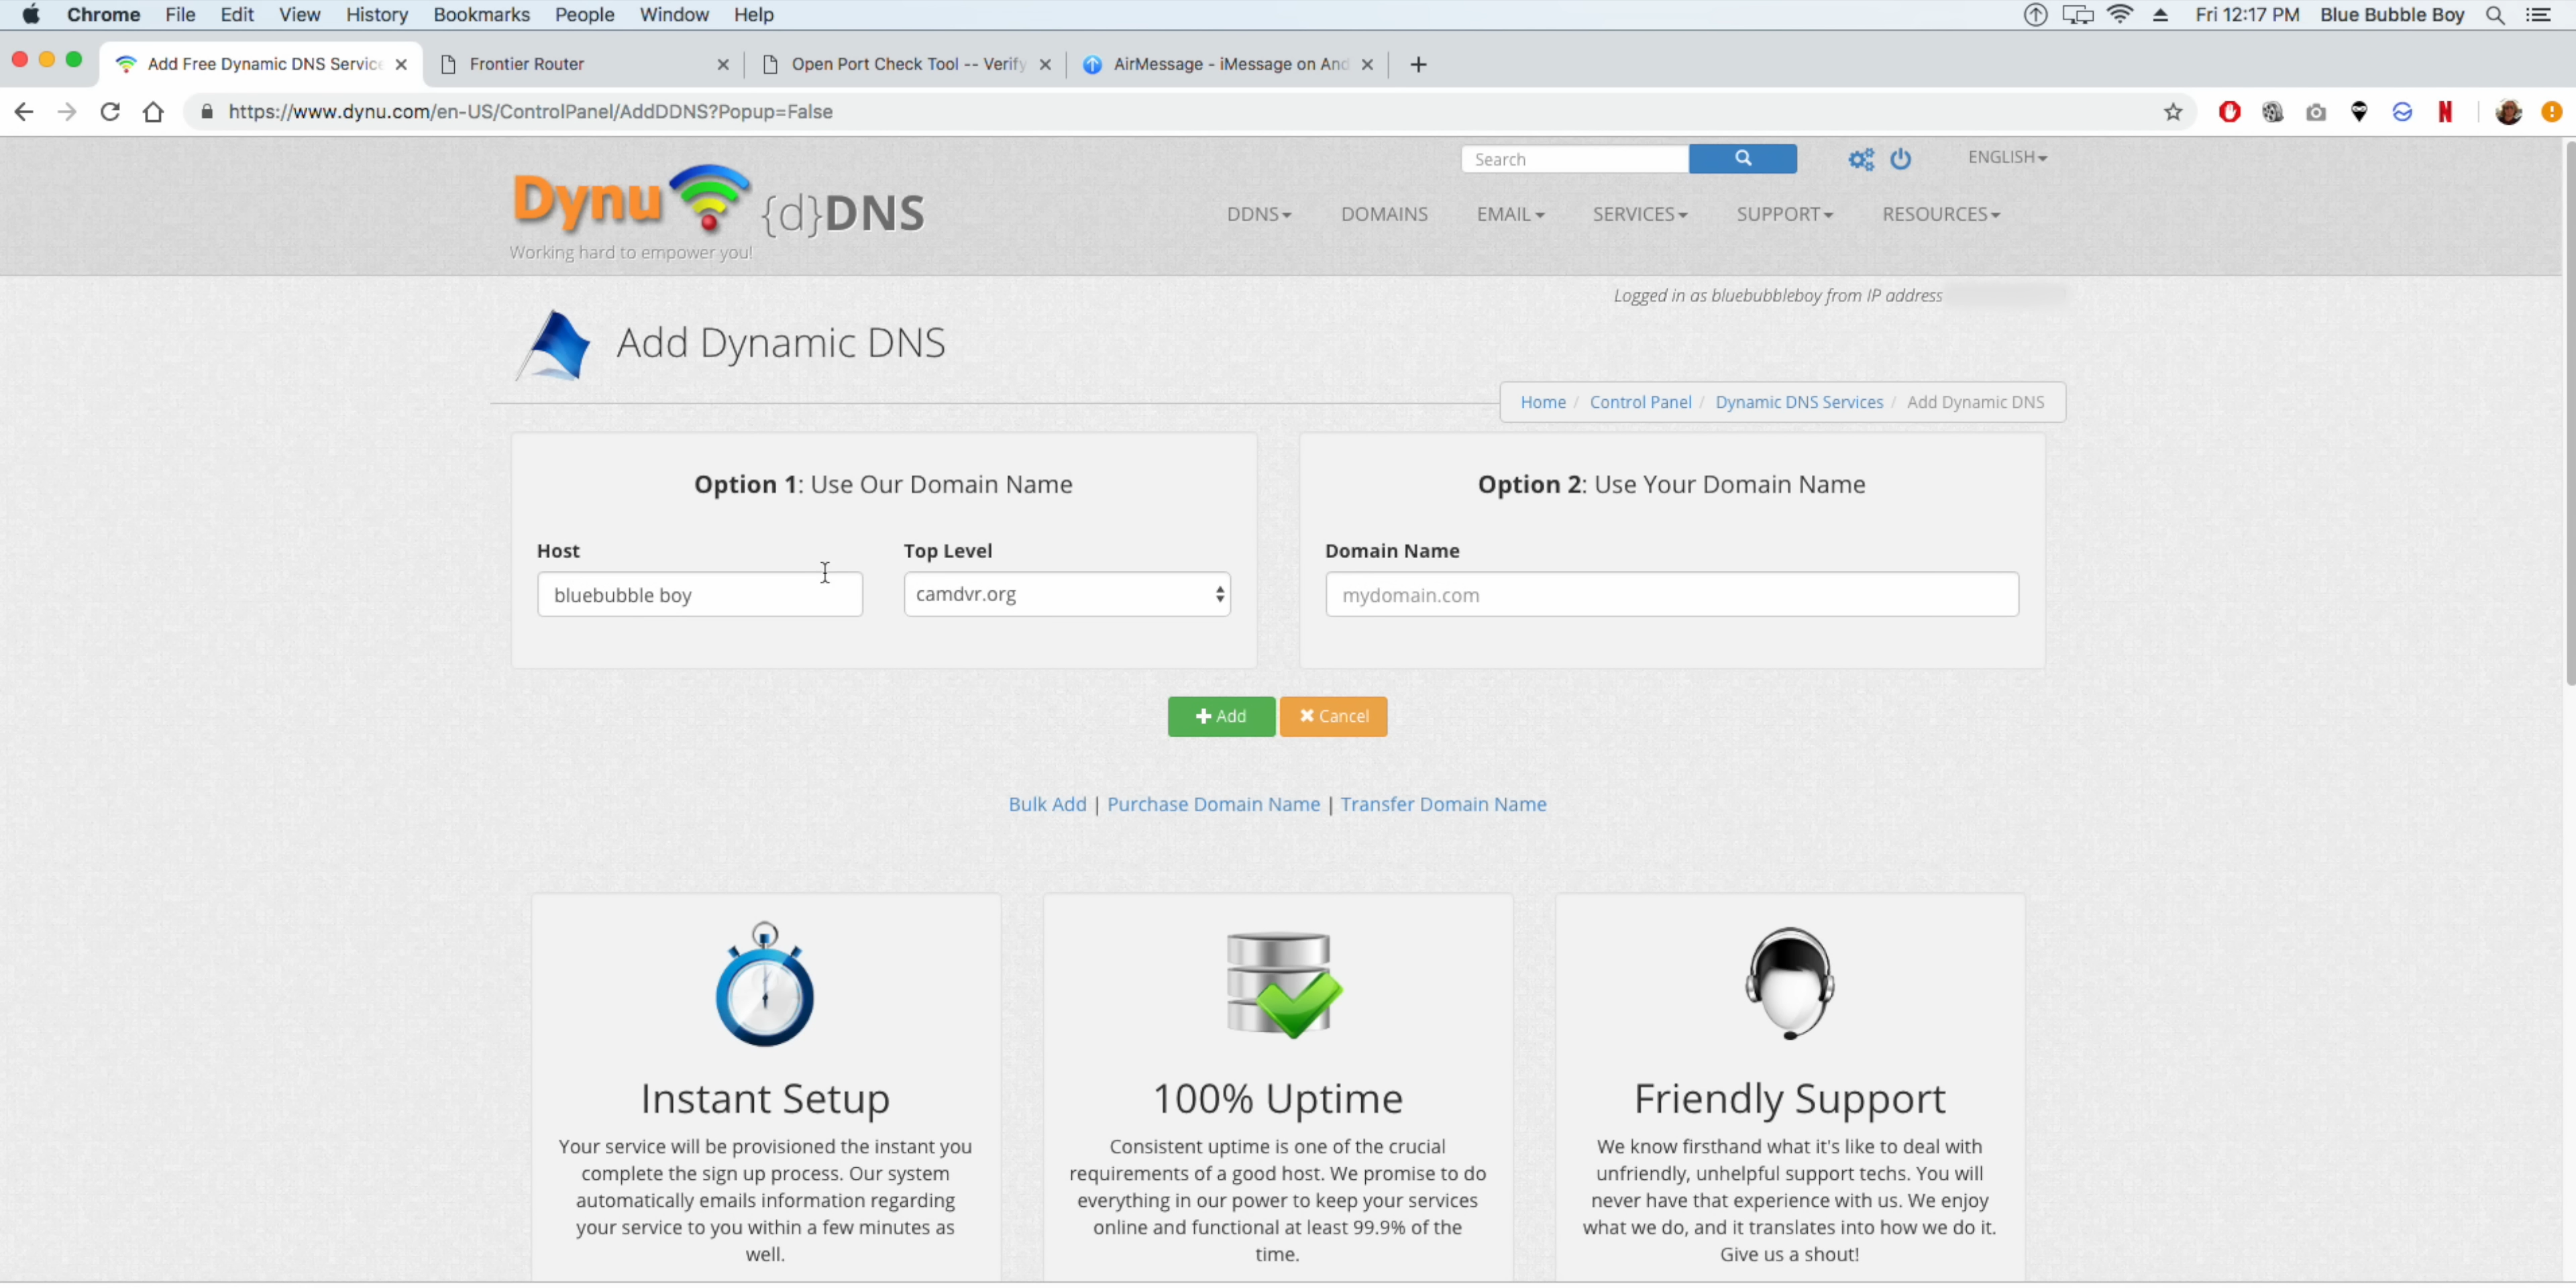 Chrome File Edit View History Bookmarks People Window Help Fri 12:17 PM Blue Bubble Boy
Add Free Dynamic DNS Service Frontier Router Open Port Check Tool -- Verify AirMessage - iMessage on And
https://www.dynu.com/en-US/ControlPanel/AddDDNS?Popup=False
Search ENGLISH
Dynu {d}DNS
DDNS DOMAINS EMAIL SERVICES SUPPORT RESOURCES
Working hard to empower you!
Logged in as bluebubbleboy from IP address
Add Dynamic DNS
Home / Control Panel / Dynamic DNS Services / Add Dynamic DNS
Option 1: Use Our Domain Name
Host Top Level
bluebubble boy camdvr.org
Option 2: Use Your Domain Name
Domain Name
mydomain.com
Add Cancel
Bulk Add | Purchase Domain Name | Transfer Domain Name
Instant Setup
Your service will be provisioned the instant you
complete the sign up process. Our system
automatically emails information regarding
your service to you within a few minutes as
well.
100% Uptime
Consistent uptime is one of the crucial
requirements of a good host. We promise to do
everything in our power to keep your services
online and functional at least 99.9% of the
time.
Friendly Support
We know firsthand what it's like to deal with
unfriendly, unhelpful support techs. You will
never have that experience with us. We enjoy
what we do, and it translates into how we do it.
Give us a shout!